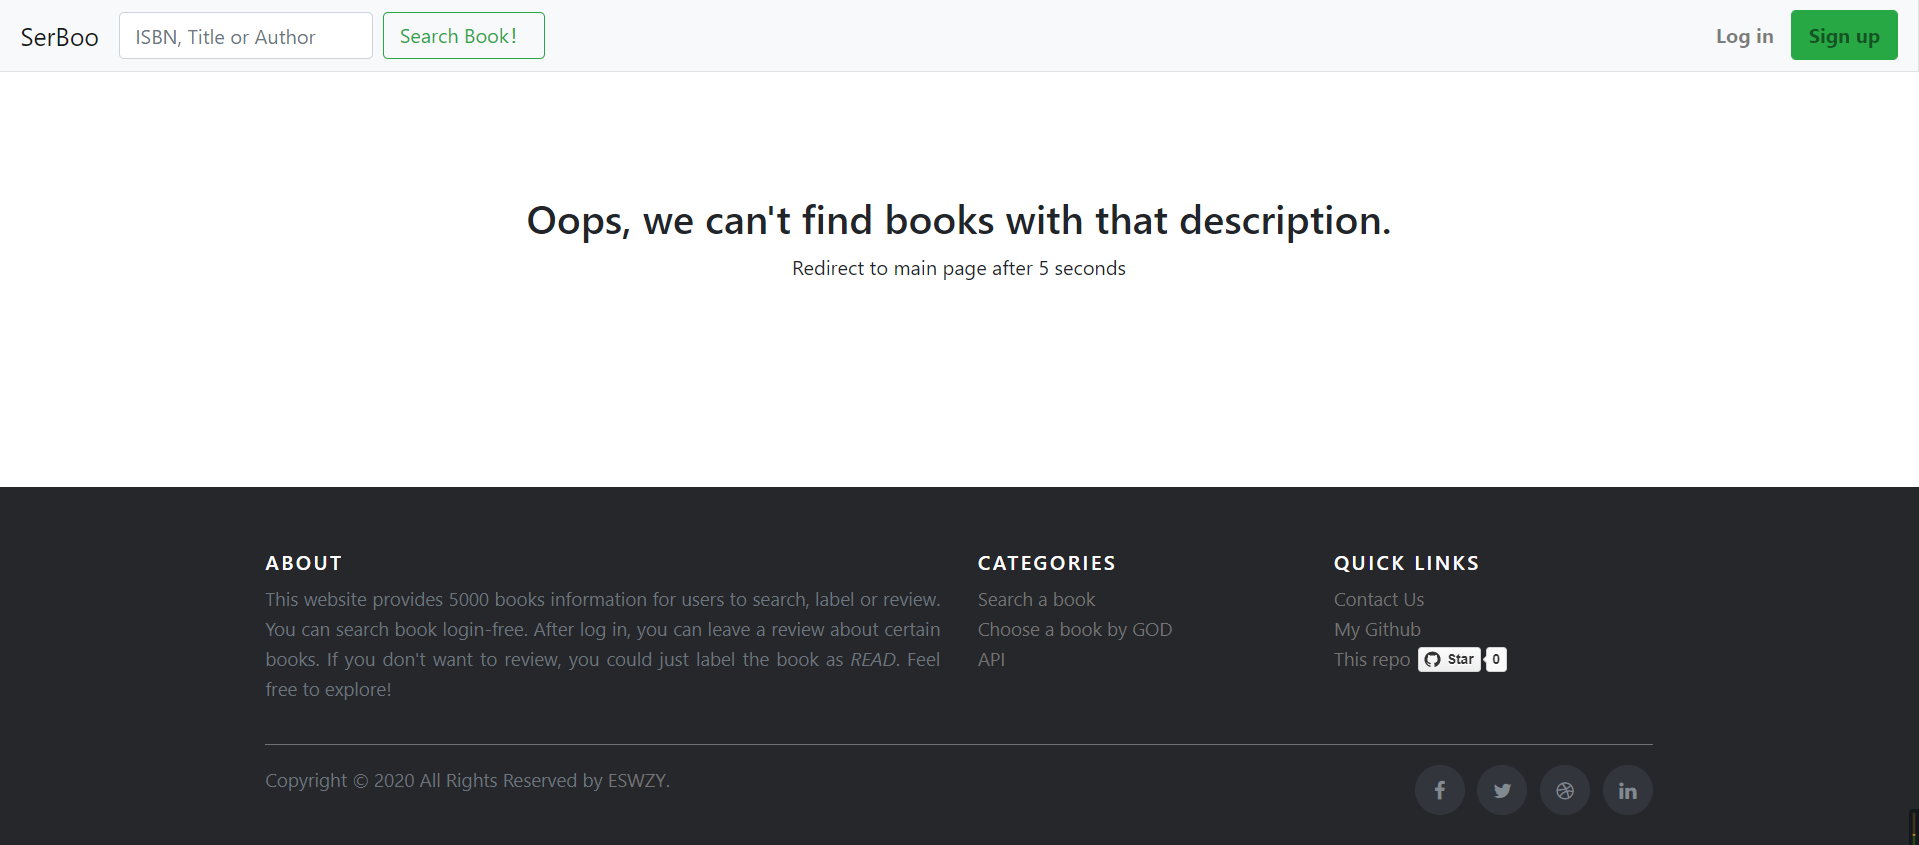 SerBoo
ISBN, Title or Author
Search Book!
Log in
Sign up
Oops, we can't find books with that description.
Redirect to main page after 5 seconds
ABOUT
This website provides 5000 books information for users to search, label or review.
You can search book login-free. After log in, you can leave a review about certain
books. If you don't want to review, you could just label the book as READ. Feel
free to explore!
CATEGORIES
Search a book
Choose a book by GOD
API
QUICK LINKS
Contact Us
My Github
This repo Star 0
Copyright © 2020 All Rights Reserved by ESWZY.